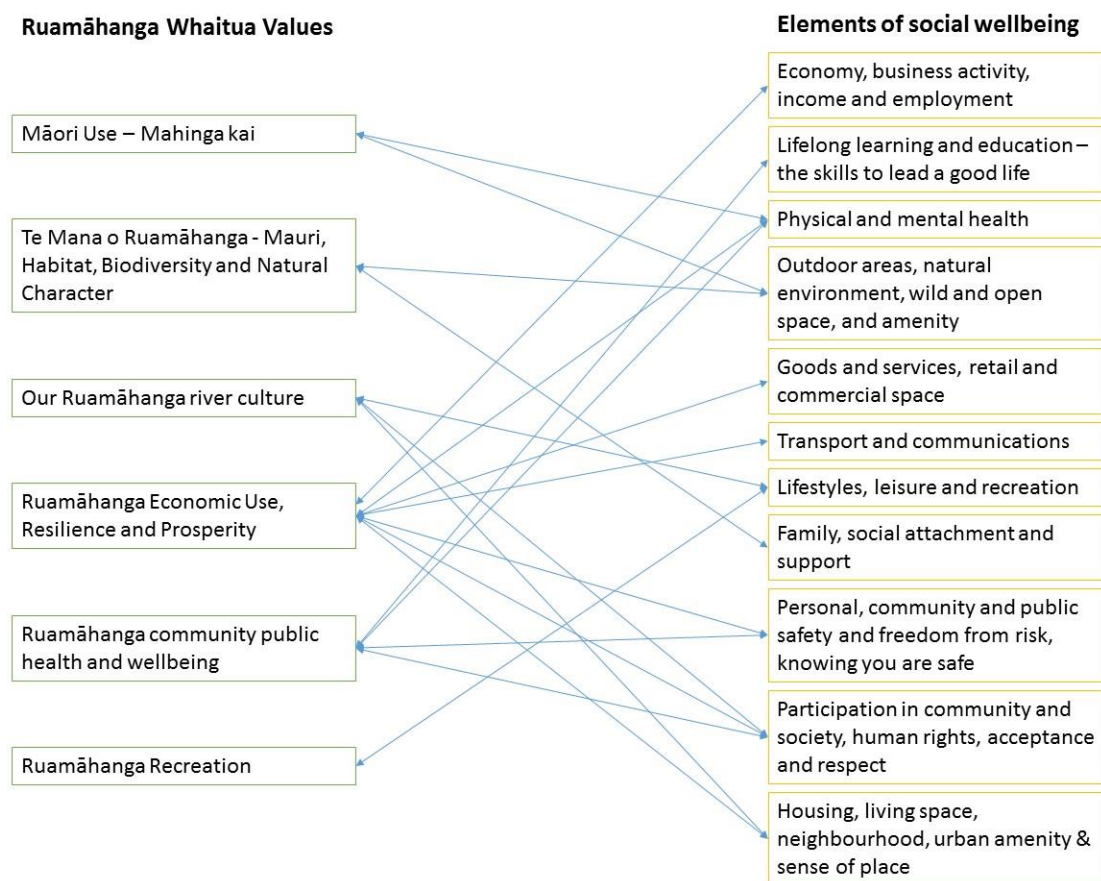 Ruamāhanga Whaitua Values
Māori Use – Mahinga kai
Te Mana o Ruamāhanga - Mauri,
Habitat, Biodiversity and Natural
Character
Our Ruamāhanga river culture
Ruamāhanga Economic Use,
Resilience and Prosperity
Ruamāhanga community public
health and wellbeing
Ruamāhanga Recreation
Elements of social wellbeing
Economy, business activity,
income and employment
Lifelong learning and education –
the skills to lead a good life
Physical and mental health
Outdoor areas, natural
environment, wild and open
space, and amenity
Goods and services, retail and
commercial space
Transport and communications
Lifestyles, leisure and recreation
Family, social attachment and
support
Personal, community and public
safety and freedom from risk,
knowing you are safe
Participation in community and
society, human rights, acceptance
and respect
Housing, living space,
neighbourhood, urban amenity &
sense of place